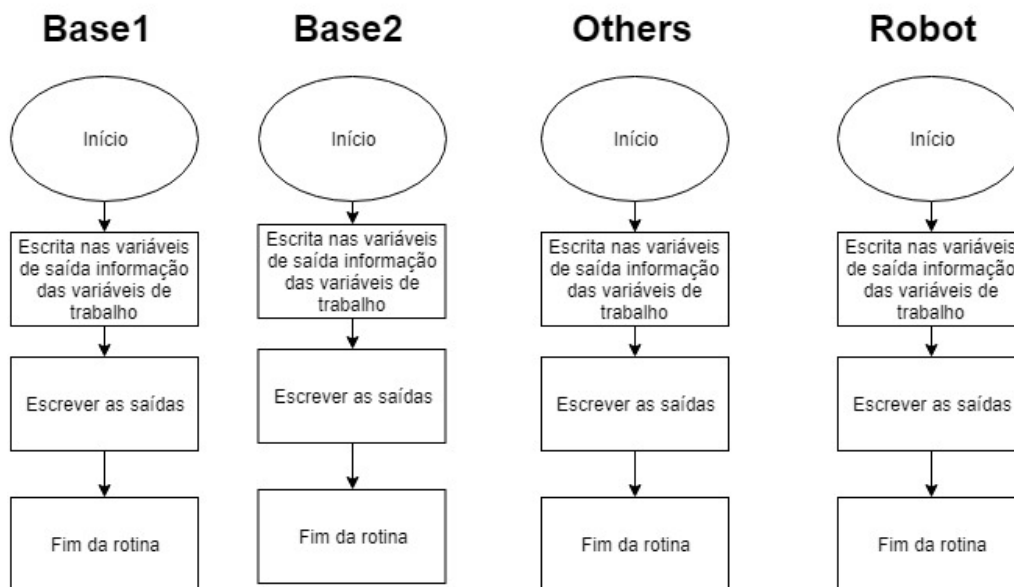 Base1
Base2
Others
Robot
Início
Início
Início
Início
Escrita nas variáveis
de saída informação
das variáveis de
trabalho
Escrita nas variáveis
de saída informação
das variáveis de
trabalho
Escrita nas variáveis
de saída informação
das variáveis de
trabalho
Escrita nas variáveis
de saída informação
das variáveis de
trabalho
Escrever as saídas
Escrever as saídas
Escrever as saídas
Escrever as saídas
Fim da rotina
Fim da rotina
Fim da rotina
Fim da rotina